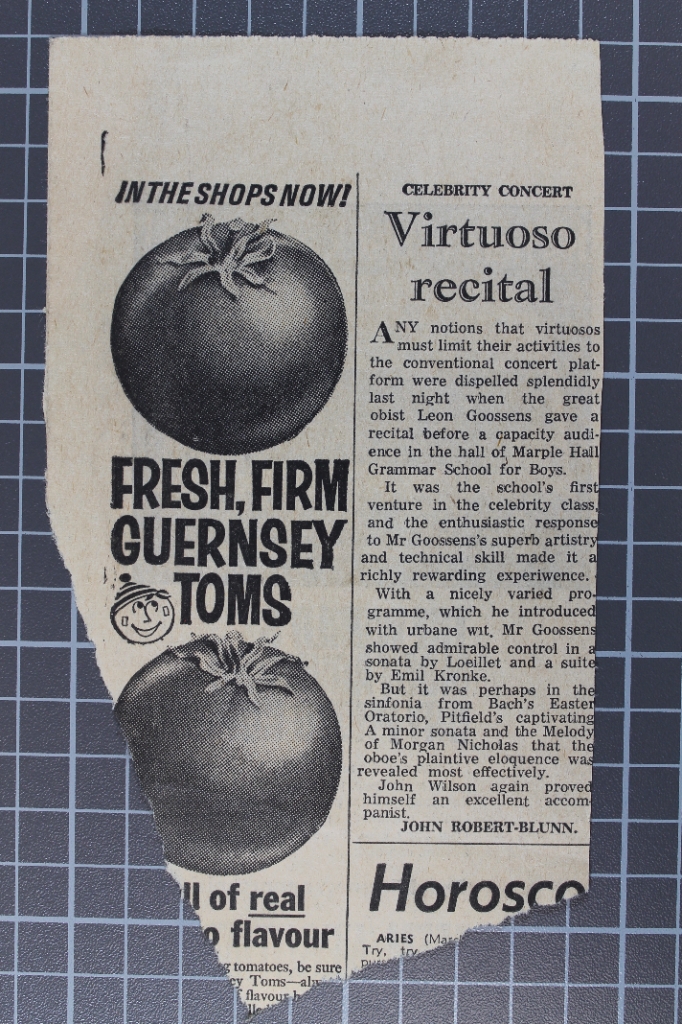 IN THE SHOPS NOW!
FRESH, FIRM
GUERNSEY
TOMS
ll of real
o flavour
g tomatoes, be sure
ey Toms—alw
flavour b
CELEBRITY CONCERT
Virtuoso
recital
ANY notions that virtuosos
must limit their activities to
the conventional concert plat-
form were dispelled splendidly
last night when the great
obist Leon Goossens gave a
recital before a capacity audi-
ence in the hall of Marple Hall
Grammar School for Boys.
It was the school's first
venture in the celebrity class,
and the enthusiastic response
to Mr Goossens's superb artistry
and technical skill made it a
richly rewarding experiwence.
With a nicely varied pro-
gramme, which he introduced
with urbane wit, Mr Goossens
showed admirable control in a
sonata by Loeillet and a suite
by Emil Kronke.
But it was perhaps in the
sinfonia from Bach's Easter
Oratorio, Pitfield's captivating
A minor sonata and the Melody
of Morgan Nicholas that the
oboe's plaintive eloquence was
revealed most effectively.
John Wilson again proved
himself an excellent accom-
panist.
JOHN ROBERT-BLUNN.
Horosco
ARIES (Mar
Try, try